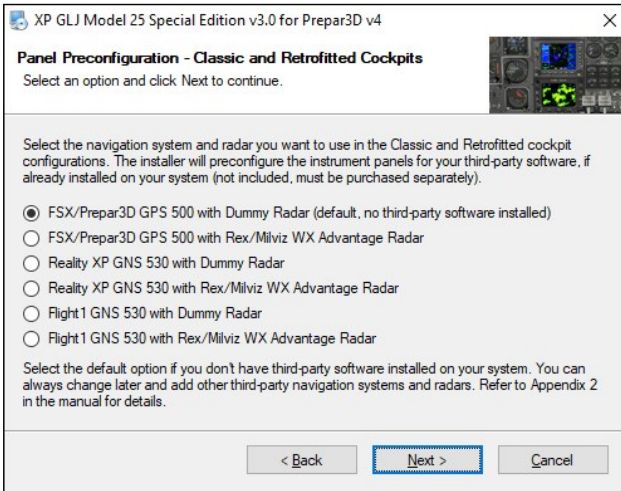 XP GLJ Model 25 Special Edition v3.0 for Prepar3D v4
Panel Preconfiguration - Classic and Retrofitted Cockpits
Select an option and click Next to continue.
Select the navigation system and radar you want to use in the Classic and Retrofitted cockpit
configurations. The installer will preconfigure the instrument panels for your third-party software, if
already installed on your system (not included, must be purchased separately).
FSX/Prepar3D GPS 500 with Dummy Radar (default, no third-party software installed)
FSX/Prepar3D GPS 500 with Rex/Milviz WX Advantage Radar
Reality XP GNS 530 with Dummy Radar
Reality XP GNS 530 with Rex/Milviz WX Advantage Radar
Flight1 GNS 530 with Dummy Radar
Flight1 GNS 530 with Rex/Milviz WX Advantage Radar
Select the default option if you don't have third-party software installed on your system. You can
always change later and add other third-party navigation systems and radars. Refer to Appendix 2
in the manual for details.
< Back Next > Cancel